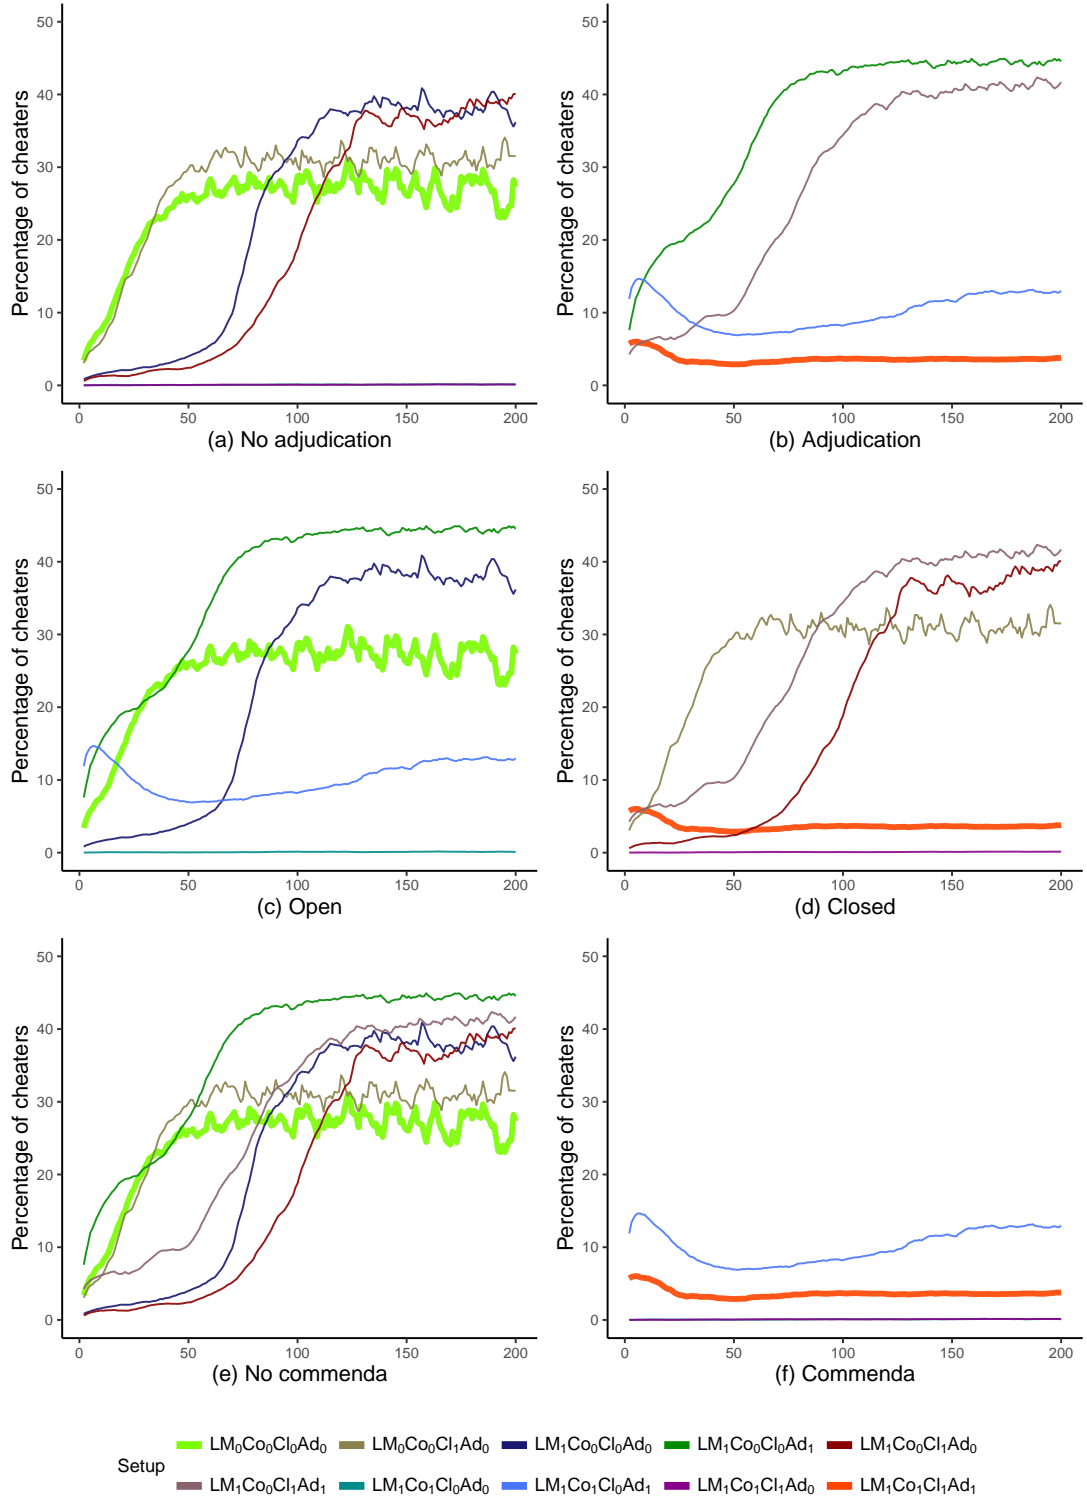 50
40
30
20
10
0
Percentage of cheaters
0 50 100 150 200
(a) No adjudication
50
40
30
20
10
0
Percentage of cheaters
0 50 100 150 200
(b) Adjudication
50
40
30
20
10
0
Percentage of cheaters
0 50 100 150 200
(c) Open
50
40
30
20
10
0
Percentage of cheaters
0 50 100 150 200
(d) Closed
50
40
30
20
10
0
Percentage of cheaters
0 50 100 150 200
(e) No commenda
50
40
30
20
10
0
Percentage of cheaters
0 50 100 150 200
(f) Commenda
Setup
LM₀Co₀Cl₀Ad₀ LM₀Co₀Cl₁Ad₀ LM₁Co₀Cl₀Ad₀ LM₁Co₀Cl₀Ad₁ LM₁Co₀Cl₁Ad₀
LM₁Co₀Cl₁Ad₁ LM₁Co₁Cl₀Ad₀ LM₁Co₁Cl₀Ad₁ LM₁Co₁Cl₁Ad₀ LM₁Co₁Cl₁Ad₁